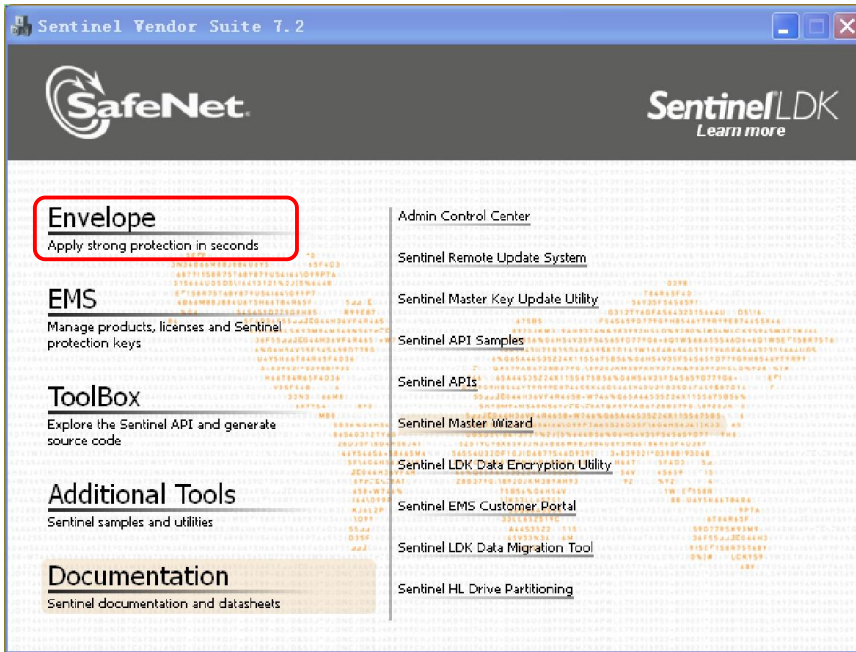 Sentinel Vendor Suite 7.2
SafeNet.
Sentinel LDK
Learn more
Envelope
Apply strong protection in seconds
EMS
Manage products, licenses and Sentinel
protection keys
ToolBox
Explore the Sentinel API and generate
source code
Additional Tools
Sentinel samples and utilities
Documentation
Sentinel documentation and datasheets
Admin Control Center
Sentinel Remote Update System
Sentinel Master Key Update Utility
Sentinel API Samples
Sentinel APIs
Sentinel Master Wizard
Sentinel LDK Data Encryption Utility
Sentinel EMS Customer Portal
Sentinel LDK Data Migration Tool
Sentinel HL Drive Partitioning